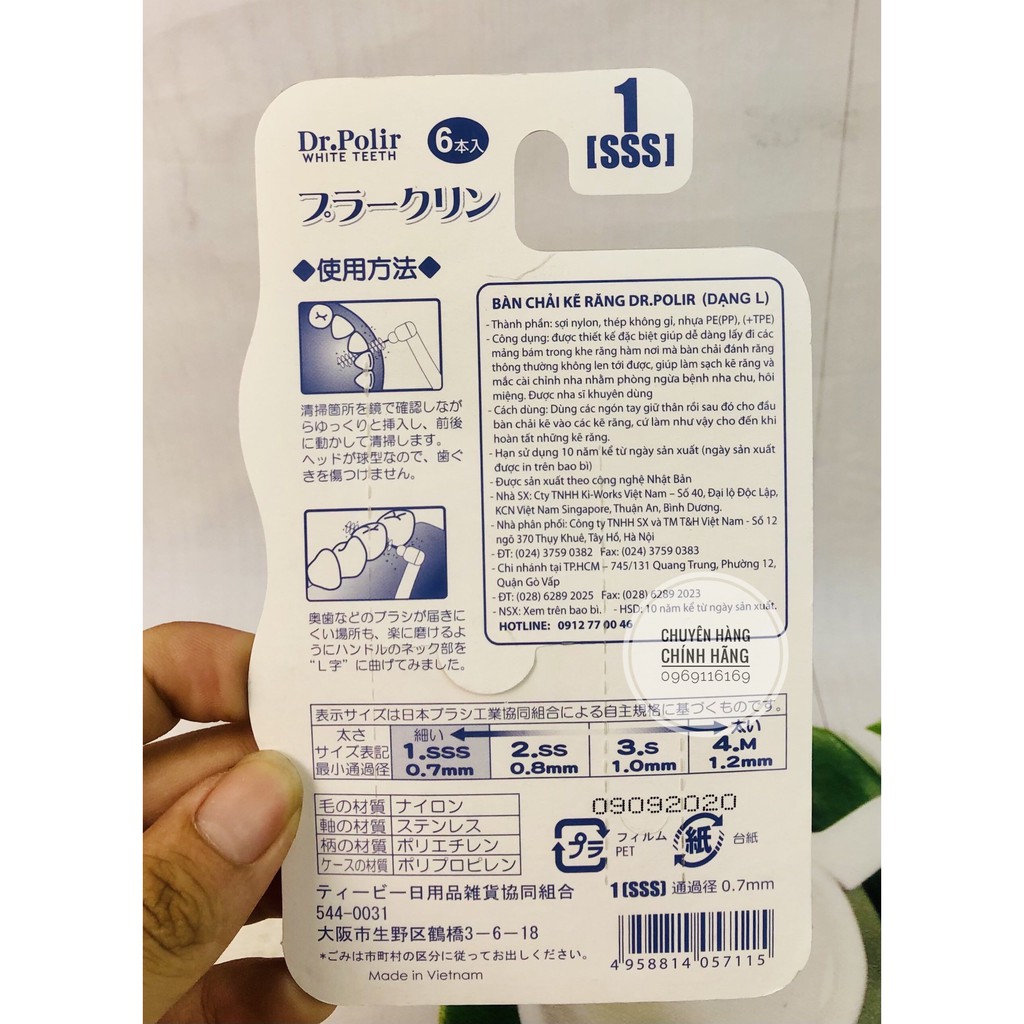 Dr.Polir
WHITE TEETH
6本入
1
[SSS]
プラークリン
◆使用方法◆
清掃箇所を鏡で確認しなが
らゆっくりと挿入し、前後
に動かして清掃します。
ヘッドが球型なので、歯ぐ
きを傷つけません。
奥歯などのブラシが届きに
くい場所も、楽に磨けるよ
うにハンドルのネック部を
“L字”に曲げてみました。
BÀN CHẢI KẼ RĂNG DR.POLIR (DẠNG L)
- Thành phần: sợi nylon, thép không gỉ, nhựa PE(PP), (+TPE)
- Công dụng: được thiết kế đặc biệt giúp dễ dàng lấy đi các
mảng bám trong khe răng hàm nơi mà bàn chải đánh răng
thông thường không len tới được, giúp làm sạch kẽ răng và
mắc cài chỉnh nha nhằm phòng ngừa bệnh nha chu, hôi
miệng. Được nha sĩ khuyên dùng
- Cách dùng: Dùng các ngón tay giữ thân rồi sau đó cho đầu
bàn chải kẽ vào các kẽ răng, cứ làm như vậy cho đến khi
hoàn tất những kẽ răng.
- Hạn sử dụng 10 năm kể từ ngày sản xuất (ngày sản xuất
được in trên bao bì)
- Được sản xuất theo công nghệ Nhật Bản
- Nhà SX: Cty TNHH Ki-Works Việt Nam – Số 40, Đại lộ Độc Lập,
KCN Việt Nam Singapore, Thuận An, Bình Dương.
- Nhà phân phối: Công ty TNHH SX và TM T&H Việt Nam - Số 12
ngõ 370 Thụy Khuê, Tây Hồ, Hà Nội
- ĐT: (024) 3759 0382 Fax: (024) 3759 0383
- Chi nhánh tại TP.HCM – 745/131 Quang Trung, Phường 12,
Quận Gò Vấp
- ĐT: (028) 6289 2025 Fax: (028) 6289 2023
- NSX: Xem trên bao bì. - HSD: 10 năm kể từ ngày sản xuất.
HOTLINE: 0912 77 00 46
CHUYÊN HÀNG
CHÍNH HÃNG
0969116169
表示サイズは日本ブラシ工業協同組合による自主規格に基づくものです。
太さ 細い 太い
サイズ表記 1.SSS 2.SS 3.S 4.M
最小通過径 0.7mm 0.8mm 1.0mm 1.2mm
毛の材質 ナイロン
軸の材質 ステンレス
柄の材質 ポリエチレン
ケースの材質 ポリプロピレン
09092020
プラ フィルム PET 紙 台紙
ティービー日用品雑貨協同組合
544-0031
大阪市生野区鶴橋3-6-18
*ごみは市町村の区分に従ってお出しください。
Made in Vietnam
1 [SSS] 通過径 0.7mm
4 958814 057115